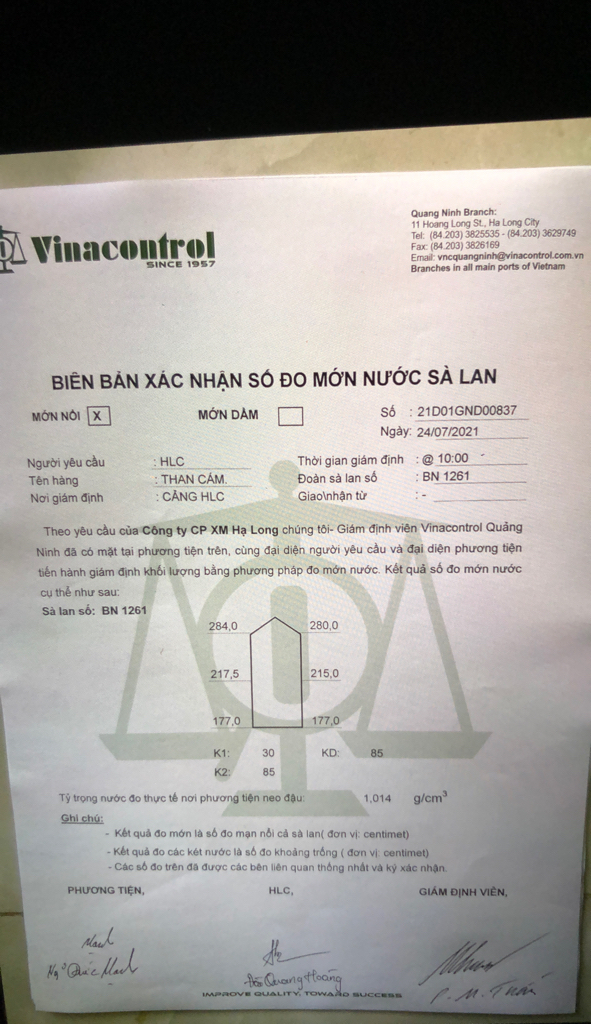 Vinacontrol
SINCE 1957
Quang Ninh Branch:
11 Hoang Long St., Ha Long City
Tel: (84.203) 3825535 - (84.203) 3629749
Fax: (84.203) 3826169
Email: vncquangninh@vinacontrol.com.vn
Branches in all main ports of Vietnam
BIÊN BẢN XÁC NHẬN SỐ ĐO MỚN NƯỚC SÀ LAN
MỚN NỔI X MỚN DẦM Số : 21D01GND00837
Ngày: 24/07/2021
Người yêu cầu : HLC Thời gian giám định : @ 10:00
Tên hàng : THAN CÁM. Đoàn sà lan số : BN 1261
Nơi giám định : CẢNG HLC Giao\nhận từ : -
Theo yêu cầu của Công ty CP XM Hạ Long chúng tôi- Giám định viên Vinacontrol Quảng
Ninh đã có mặt tại phương tiện trên, cùng đại diện người yêu cầu và đại diện phương tiện
tiến hành giám định khối lượng bằng phương pháp đo mớn nước. Kết quả số đo mớn nước
cụ thể như sau:
Sà lan số: BN 1261
284,0 280,0
217,5 215,0
177,0 177,0
K1: 30 KD: 85
K2: 85
Tỷ trọng nước đo thực tế nơi phương tiện neo đậu: 1,014 g/cm³
Ghi chú:
- Kết quả đo mớn là số đo mạn nổi cả sà lan( đơn vị: centimet)
- Kết quả đo các két nước là số đo khoảng trống ( đơn vị: centimet)
- Các số đo trên đã được các bên liên quan thống nhất và ký xác nhận.
PHƯƠNG TIỆN, HLC, GIÁM ĐỊNH VIÊN,
Quang Hoàng
IMPROVE QUALITY, TOWARD SUCCESS